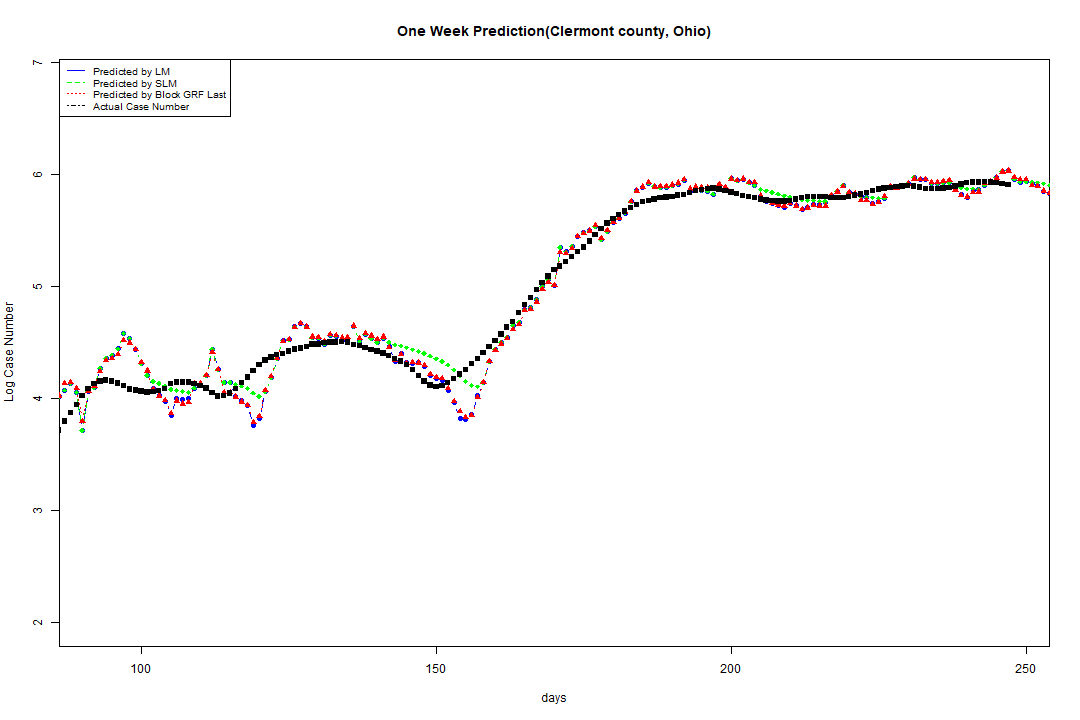 One Week Prediction(Clermont county, Ohio)
Predicted by LM
Predicted by SLM
Predicted by Block GRF Last
Actual Case Number
7
6
5
4
3
2
Log Case Number
100 150 200 250
days